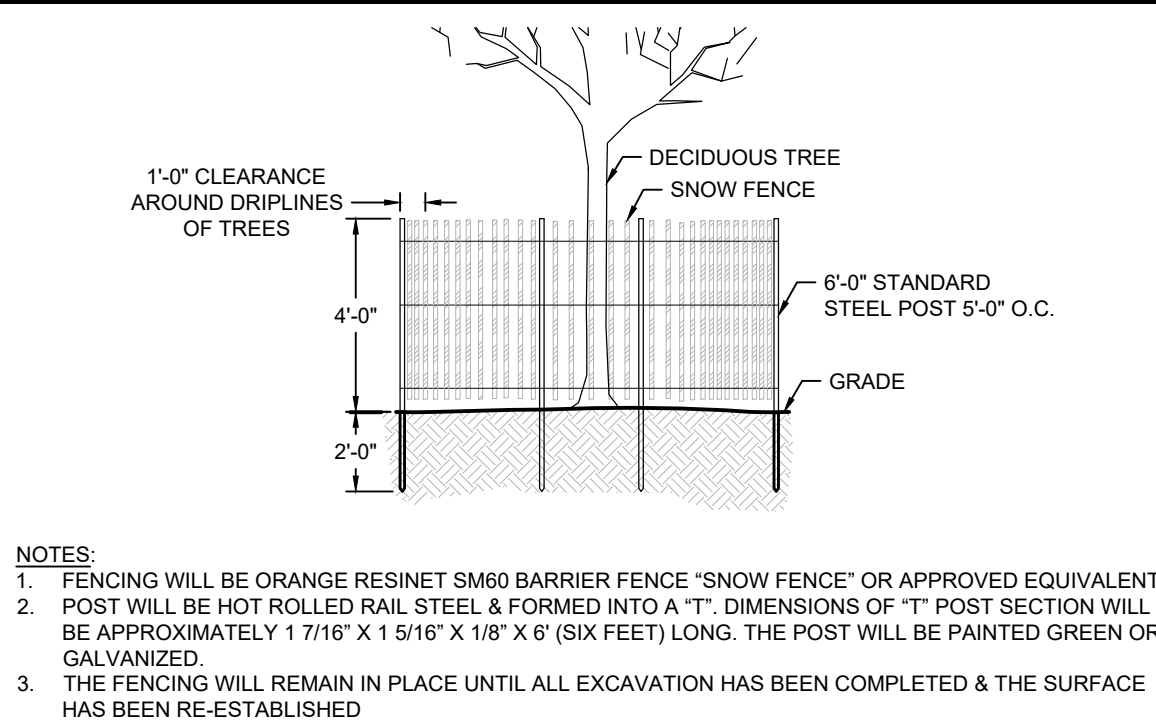 1'-0" CLEARANCE
AROUND DRIPLINES
OF TREES
DECIDUOUS TREE
SNOW FENCE
4'-0"
6'-0" STANDARD
STEEL POST 5'-0" O.C.
GRADE
2'-0"
NOTES:
1. FENCING WILL BE ORANGE RESINET SM60 BARRIER FENCE “SNOW FENCE” OR APPROVED EQUIVALENT
2. POST WILL BE HOT ROLLED RAIL STEEL & FORMED INTO A “T”. DIMENSIONS OF “T” POST SECTION WILL
BE APPROXIMATELY 1 7/16” X 1 5/16” X 1/8” X 6' (SIX FEET) LONG. THE POST WILL BE PAINTED GREEN OR
GALVANIZED.
3. THE FENCING WILL REMAIN IN PLACE UNTIL ALL EXCAVATION HAS BEEN COMPLETED & THE SURFACE
HAS BEEN RE-ESTABLISHED